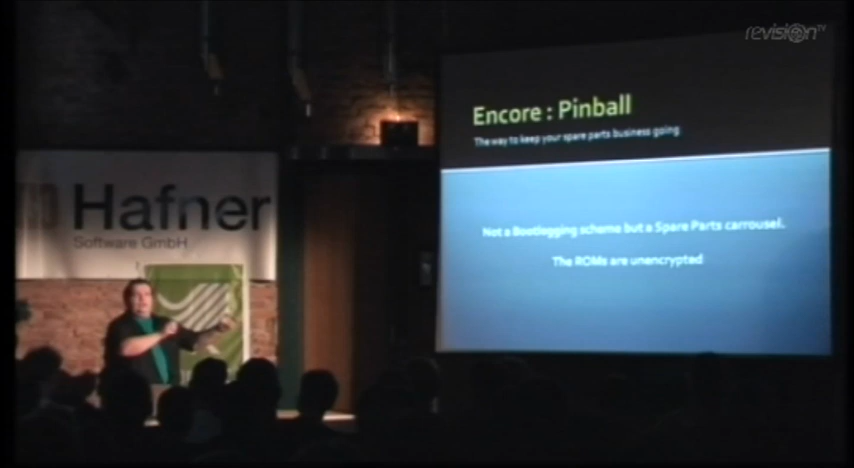 revision TV
Encore : Pinball
The way to keep your spare parts business going
Hafner
Software GmbH
Not a Bootlegging scheme but a Spare Parts carrousel.
The ROMs are unencrypted